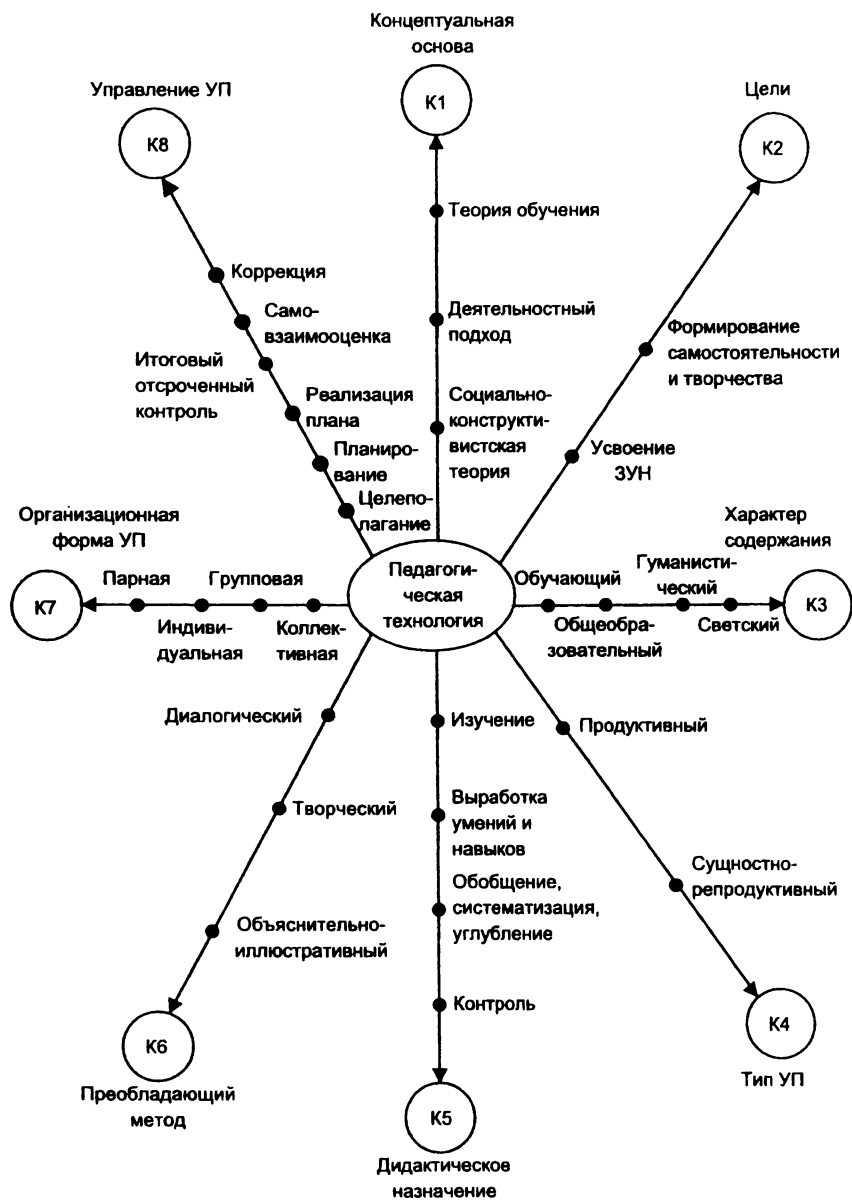 Концептуальная
основа
К1
Управление УП
К8
Цели
К2
Теория обучения
Деятельностный
подход
Социально-
конструкти-
вистская
теория
Коррекция
Само-
взаимооценка
Итоговый
отсроченный
контроль
Реализация
плана
Планиро-
вание
Целепо-
лагание
Формирование
самостоятельности
и творчества
Усвоение
ЗУН
Организационная
форма УП
К7
Парная
Групповая
Индиви-
дуальная
Коллек-
тивная
Педагоги-
ческая
технология
Характер
содержания
К3
Обучающий
Гуманисти-
ческий
Общеобра-
зовательный
Светский
Диалогический
Творческий
Объяснительно-
иллюстративный
К6
Преобладающий
метод
Изучение
Выработка
умений и
навыков
Обобщение,
систематизация,
углубление
Контроль
К5
Дидактическое
назначение
Продуктивный
Сущностно-
репродуктивный
К4
Тип УП